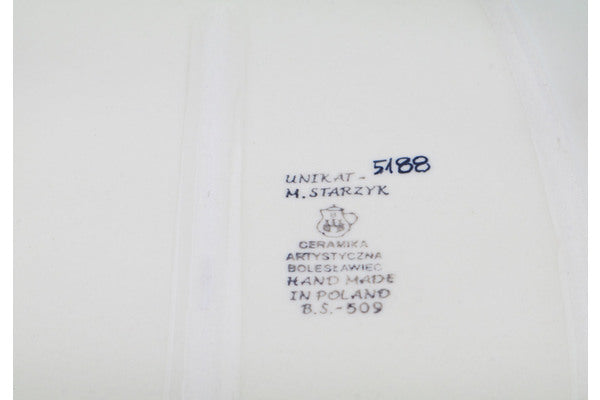 UNIKAT - 5188
M. STARZYK
CERAMIKA
ARTYSTYCZNA
BOLESŁAWIEC
HAND MADE
IN POLAND
B.S.-509